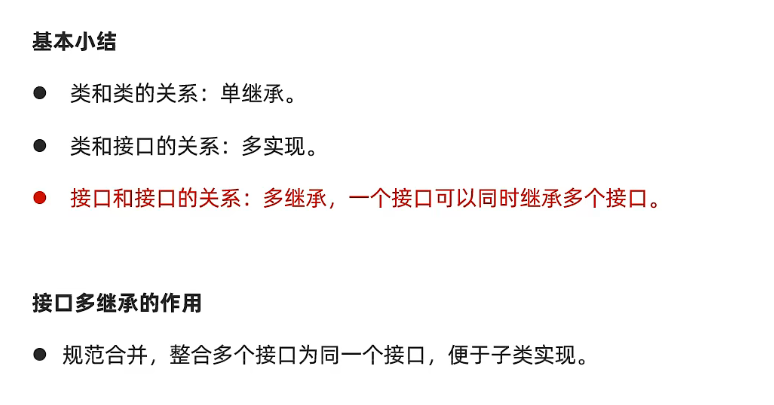 基本小结
● 类和类的关系：单继承。
● 类和接口的关系：多实现。
● 接口和接口的关系：多继承，一个接口可以同时继承多个接口。
接口多继承的作用
● 规范合并，整合多个接口为同一个接口，便于子类实现。